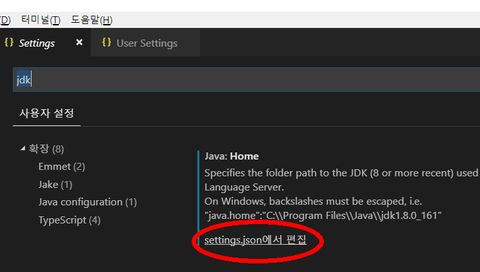 D) 터미널(T) 도움말(H)
{} Settings × {} User Settings
jdk
사용자 설정
확장 (8)
Emmet (2)
Jake (1)
Java configuration (1)
TypeScript (4)
Java: Home
Specifies the folder path to the JDK (8 or more recent) used
Language Server.
On Windows, backslashes must be escaped, i.e.
"java.home":"C:\\Program Files\\Java\\jdk1.8.0_161"
settings.json에서 편집